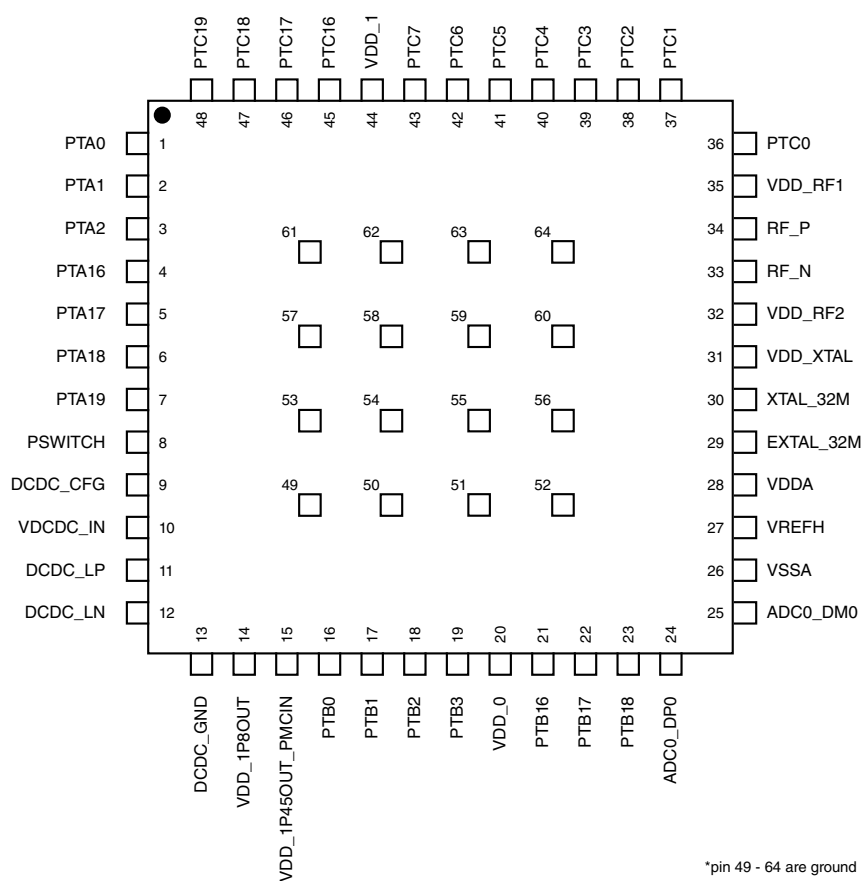 PTC19
PTC18
PTC17
PTC16
VDD_1
PTC7
PTC6
PTC5
PTC4
PTC3
PTC2
PTC1
48
47
46
45
44
43
42
41
40
39
38
37
PTA0 1
36 PTC0
PTA1 2
35 VDD_RF1
PTA2 3
34 RF_P
PTA16 4
33 RF_N
PTA17 5
32 VDD_RF2
PTA18 6
31 VDD_XTAL
PTA19 7
30 XTAL_32M
PSWITCH 8
29 EXTAL_32M
DCDC_CFG 9
28 VDDA
VDCDC_IN 10
27 VREFH
DCDC_LP 11
26 VSSA
DCDC_LN 12
25 ADC0_DM0
61 62 63 64
57 58 59 60
53 54 55 56
49 50 51 52
13
14
15
16
17
18
19
20
21
22
23
24
DCDC_GND
VDD_1P8OUT
VDD_1P45OUT_PMCIN
PTB0
PTB1
PTB2
PTB3
VDD_0
PTB16
PTB17
PTB18
ADC0_DP0
*pin 49 - 64 are ground